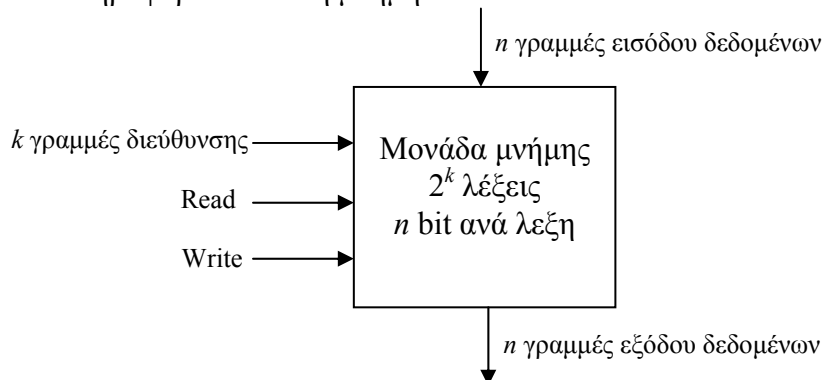 n γραμμές εισόδου δεδομένων
k γραμμές διεύθυνσης
Μονάδα μνήμης
2^k λέξεις
n bit ανά λεξη
Read
Write
n γραμμές εξόδου δεδομένων